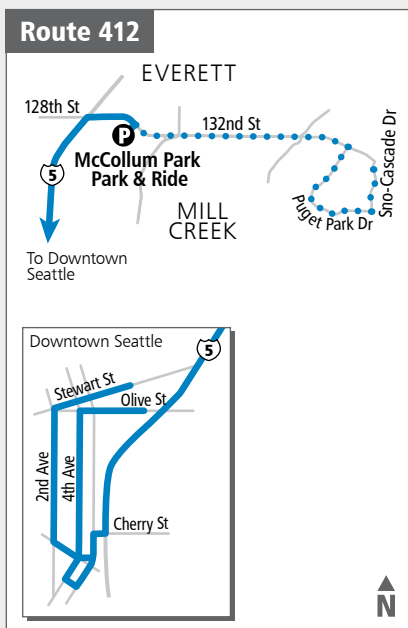 Route 412
EVERETT
128th St
132nd St
P
McCollum Park
Park & Ride
Sno-Cascade Dr
5
MILL
CREEK
Puget Park Dr
To Downtown
Seattle
Downtown Seattle
5
Stewart St
Olive St
2nd Ave
4th Ave
Cherry St
N